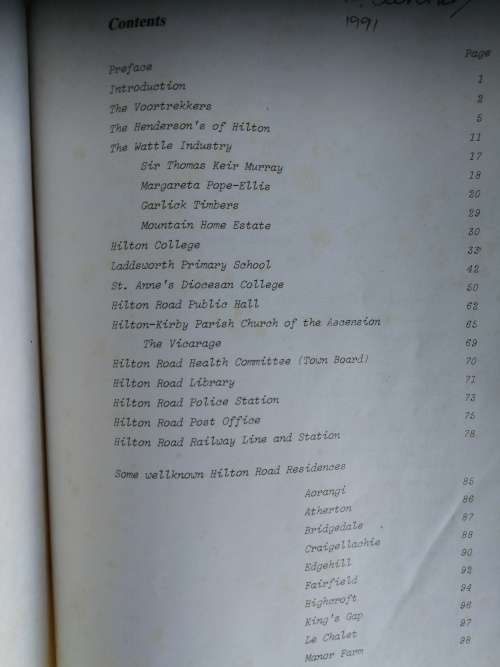 1991
Contents
Page
Preface 1
Introduction 2
The Voortrekkers 5
The Henderson's of Hilton 11
The Wattle Industry 17
Sir Thomas Keir Murray 18
Margareta Pope-Ellis 20
Garlick Timbers 29
Mountain Home Estate 30
Hilton College 33
Laddsworth Primary School 42
St. Anne's Diocesan College 50
Hilton Road Public Hall 62
Hilton-Kirby Parish Church of the Ascension 65
The Vicarage 69
Hilton Road Health Committee (Town Board) 70
Hilton Road Library 71
Hilton Road Police Station 73
Hilton Road Post Office 75
Hilton Road Railway Line and Station 78
Some wellknown Hilton Road Residences
Aorangi 85
Atherton 86
Bridgedale 87
Craigellachie 88
Edgehill 90
Fairfield 92
Highcroft 94
King's Gap 96
Le Chalet 97
Manor Farm 98